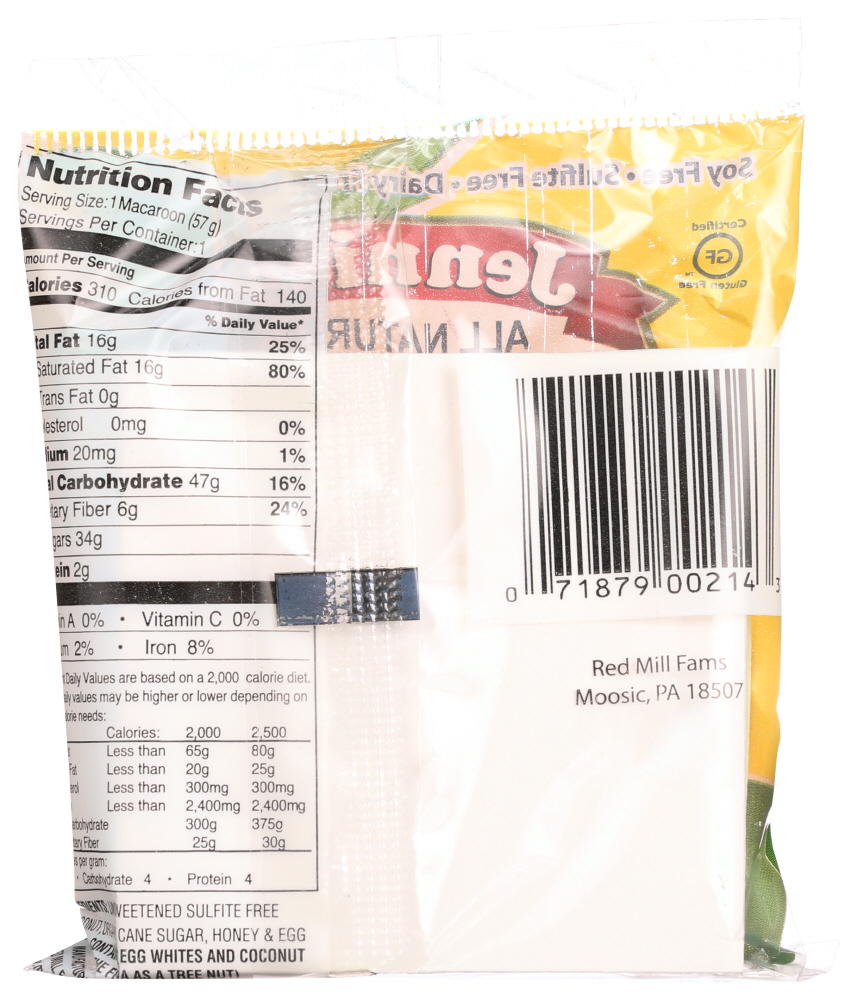 Nutrition Facts
Serving Size: 1 Macaroon (57 g)
Servings Per Container: 1
mount Per Serving
alories 310 Calories from Fat 140
% Daily Value*
tal Fat 16g 25%
Saturated Fat 16g 80%
Trans Fat 0g
lesterol 0mg 0%
ium 20mg 1%
al Carbohydrate 47g 16%
tary Fiber 6g 24%
gars 34g
ein 2g
in A 0% • Vitamin C 0%
m 2% • Iron 8%
t Daily Values are based on a 2,000 calorie diet.
aily values may be higher or lower depending on
lorie needs:
Calories: 2,000 2,500
Less than 65g 80g
Fat Less than 20g 25g
erol Less than 300mg 300mg
Less than 2,400mg 2,400mg
arbohydrate 300g 375g
tary Fiber 25g 30g
es per gram:
• Carbohydrate 4 • Protein 4
VEETENED SULFITE FREE
CANE SUGAR, HONEY & EGG
EGG WHITES AND COCONUT
A AS A TREE NUT)
Soy Free • Sulfite Free • Dairy Fr
Jenni
ALL NATUR
Certified
GF
TM
Gluten Free
0 71879 00214 3
Red Mill Fams
Moosic, PA 18507